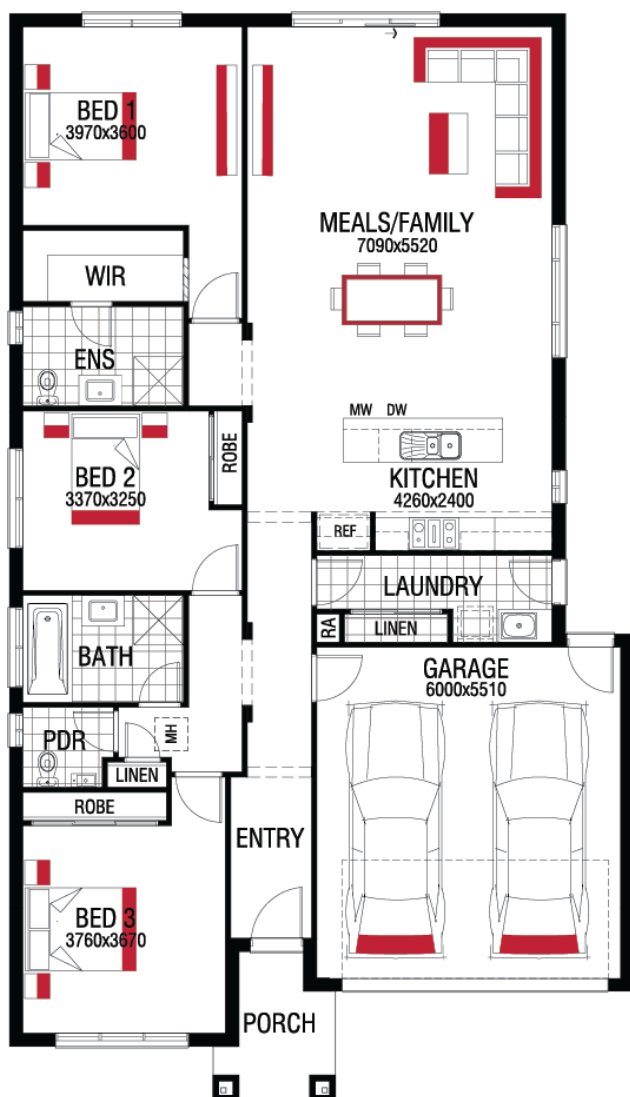 BED 1
3970x3600
MEALS/FAMILY
7090x5520
WIR
ENS
MW DW
BED 2
3370x3250
ROBE
KITCHEN
4260x2400
REF
LAUNDRY
RA
LINEN
BATH
GARAGE
6000x5510
PDR
MH
LINEN
ROBE
ENTRY
BED 3
3760x3670
PORCH